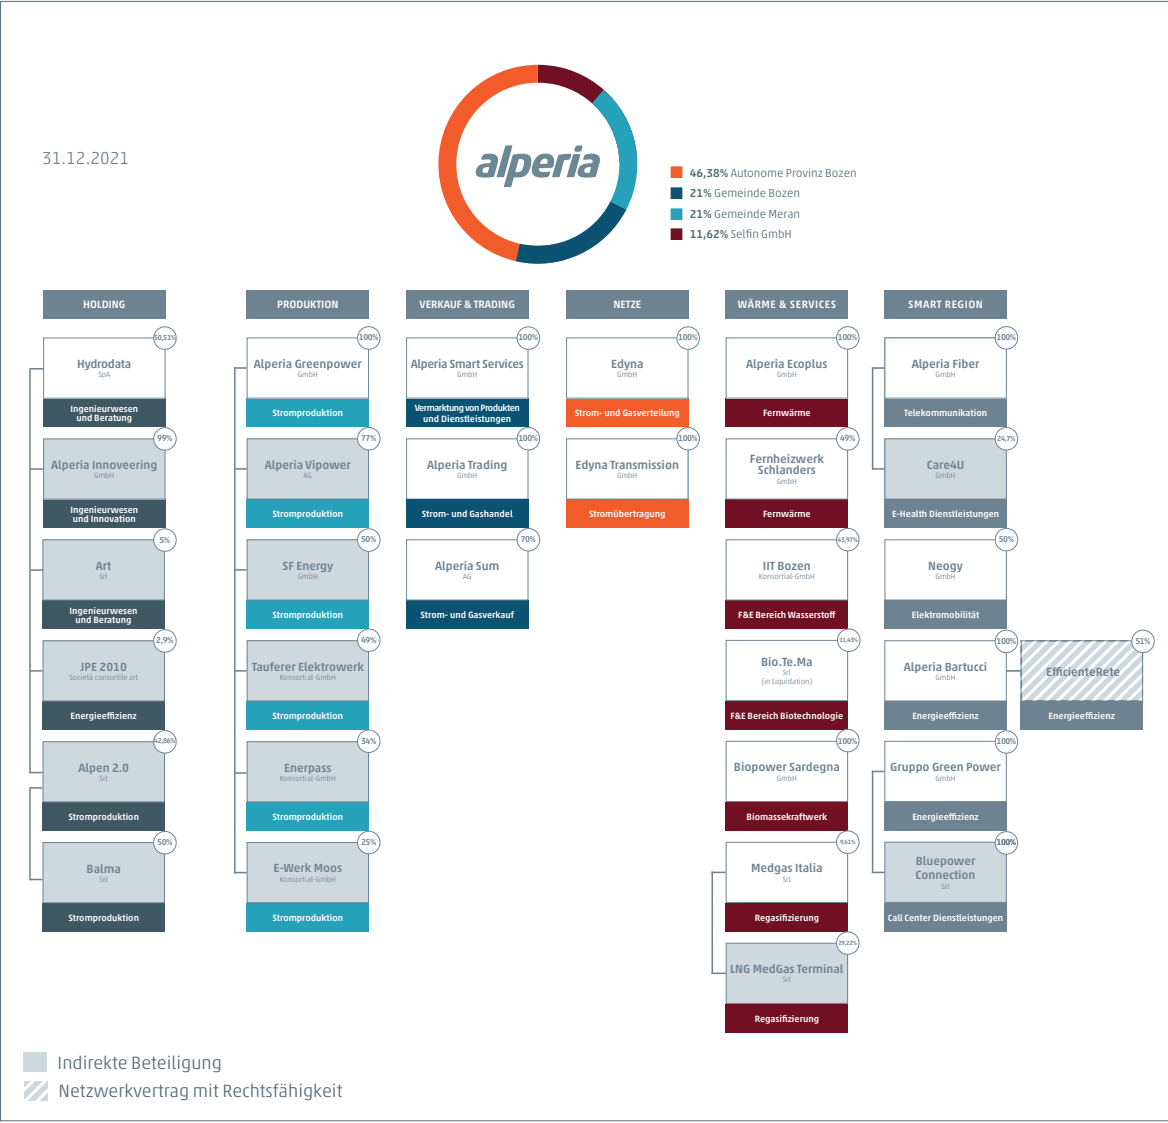 31.12.2021
alperia
46,38% Autonome Provinz Bozen
21% Gemeinde Bozen
21% Gemeinde Meran
11,62% Selfin GmbH
HOLDING
50,51%
Hydrodata
SpA
Ingenieurwesen
und Beratung
99%
Alperia Innoveering
GmbH
Ingenieurwesen
und Innovation
5%
Art
Srl
Ingenieurwesen
und Beratung
2,9%
JPE 2010
Società consortile arl
Energieeffizienz
42,86%
Alpen 2.0
Srl
Stromproduktion
50%
Balma
Srl
Stromproduktion
PRODUKTION
100%
Alperia Greenpower
GmbH
Stromproduktion
77%
Alperia Vipower
AG
Stromproduktion
50%
SF Energy
GmbH
Stromproduktion
49%
Tauferer Elektrowerk
Konsortial-GmbH
Stromproduktion
34%
Enerpass
Konsortial-GmbH
Stromproduktion
25%
E-Werk Moos
Konsortial-GmbH
Stromproduktion
VERKAUF & TRADING
100%
Alperia Smart Services
GmbH
Vermarktung von Produkten
und Dienstleistungen
100%
Alperia Trading
GmbH
Strom- und Gashandel
70%
Alperia Sum
AG
Strom- und Gasverkauf
NETZE
100%
Edyna
GmbH
Strom- und Gasverteilung
100%
Edyna Transmission
GmbH
Stromübertragung
WÄRME & SERVICES
100%
Alperia Ecoplus
GmbH
Fernwärme
49%
Fernheizwerk
Schlanders
GmbH
Fernwärme
43,97%
IIT Bozen
Konsortial-GmbH
F&E Bereich Wasserstoff
11,43%
Bio.Te.Ma
Srl
(in Liquidation)
F&E Bereich Biotechnologie
100%
Biopower Sardegna
GmbH
Biomassekraftwerk
9,61%
Medgas Italia
Srl
Regasifizierung
29,22%
LNG MedGas Terminal
Srl
Regasifizierung
SMART REGION
100%
Alperia Fiber
GmbH
Telekommunikation
24,7%
Care4U
GmbH
E-Health Dienstleistungen
50%
Neogy
GmbH
Elektromobilität
100%
Alperia Bartucci
GmbH
Energieeffizienz
51%
EfficienteRete
Energieeffizienz
100%
Gruppo Green Power
GmbH
Energieeffizienz
100%
Bluepower
Connection
Srl
Call Center Dienstleistungen
Indirekte Beteiligung
Netzwerkvertrag mit Rechtsfähigkeit